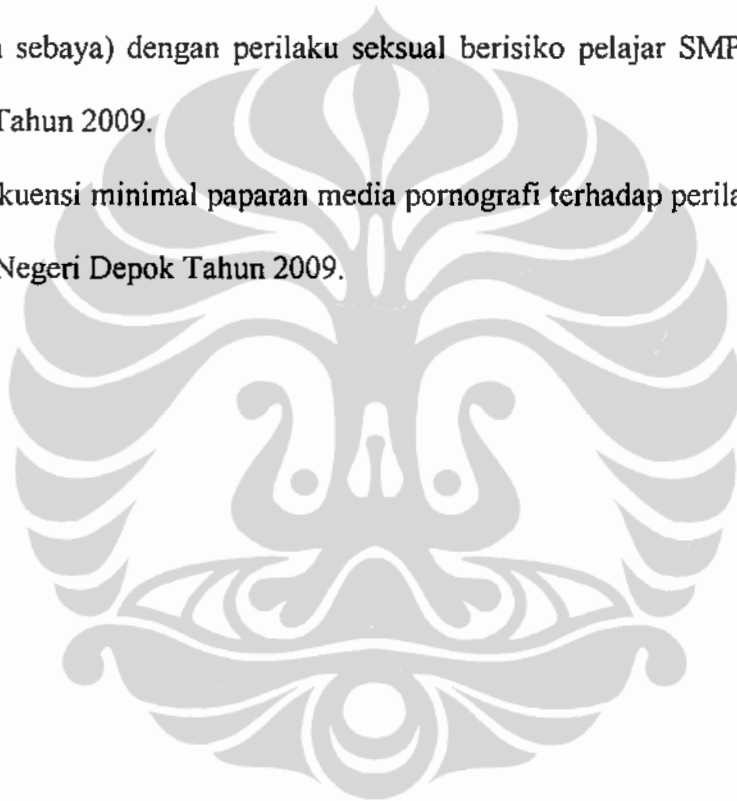 sebaya) dengan perilaku seksual berisiko pelajar SMP
Tahun 2009.
kuensi minimal paparan media pornografi terhadap perila
Negeri Depok Tahun 2009.